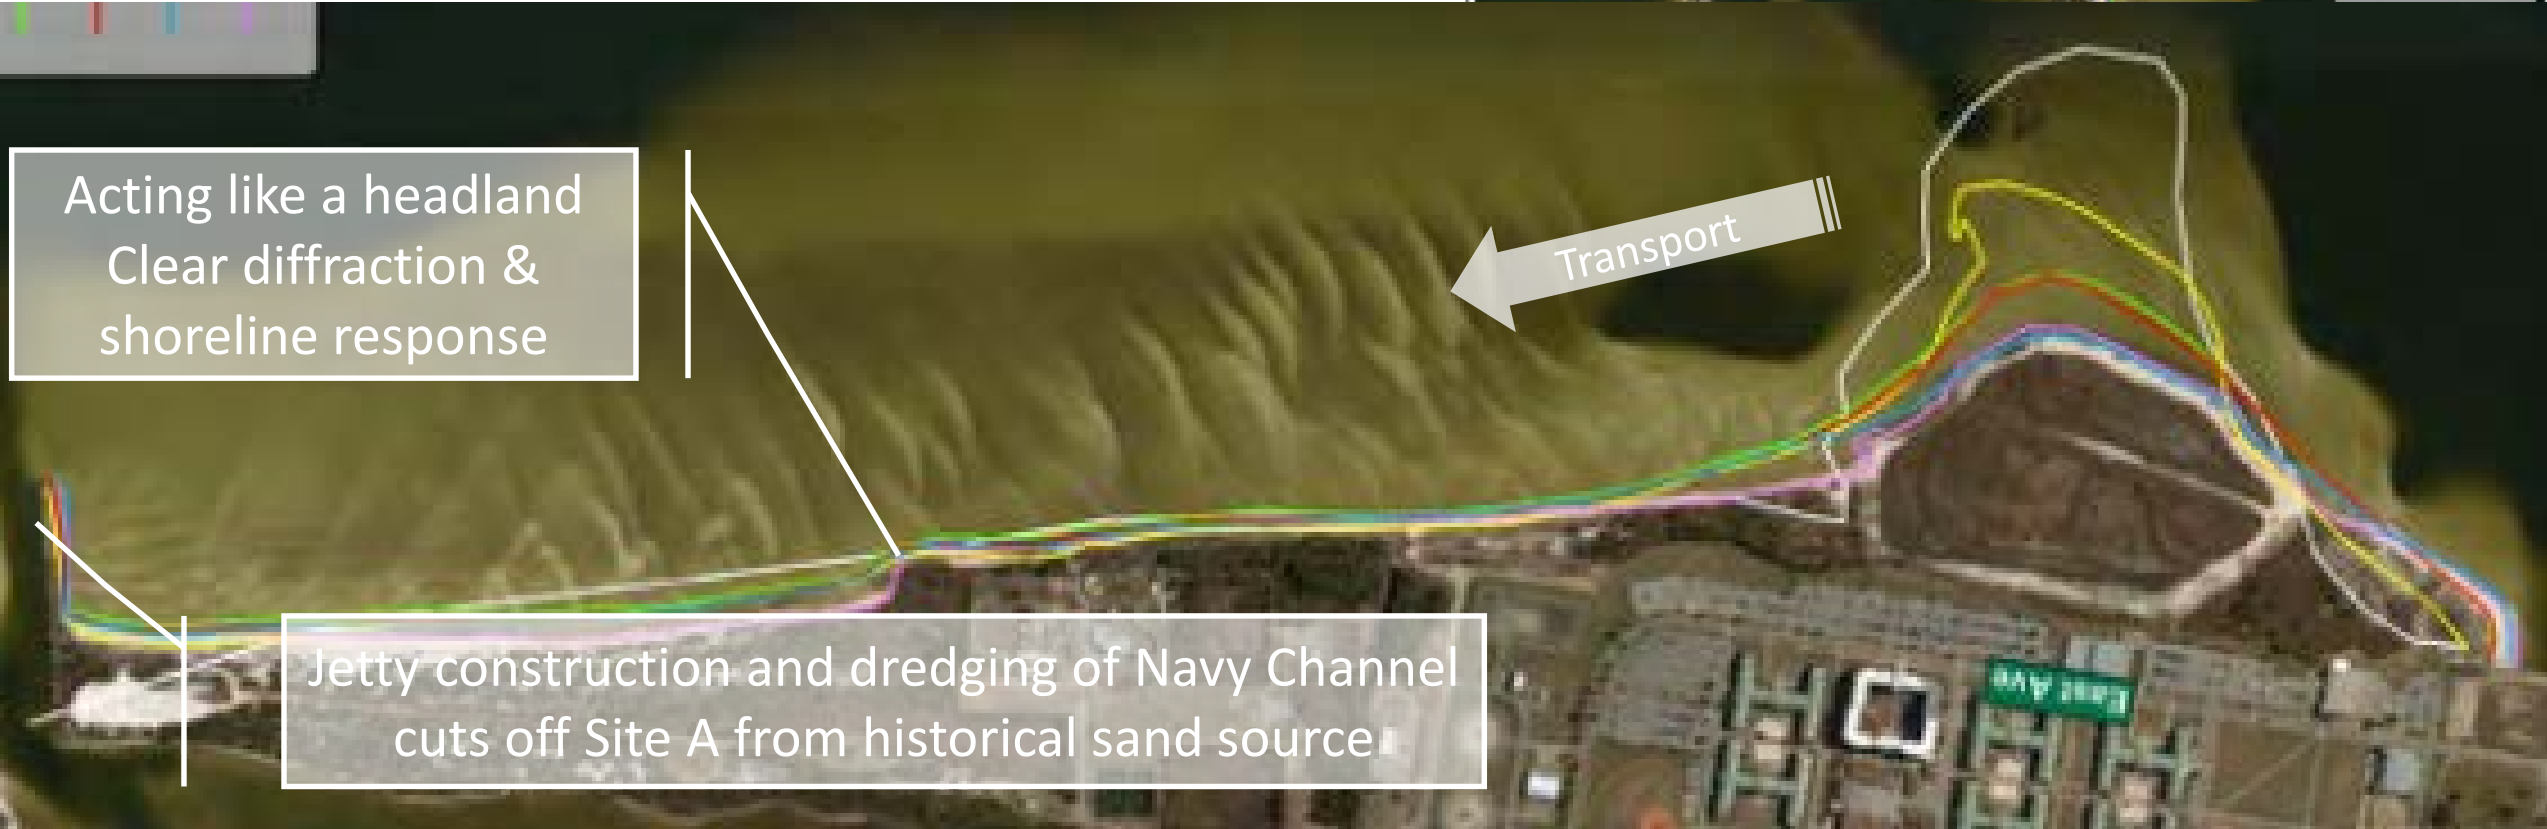 Acting like a headland
Clear diffraction &
shoreline response
Transport
Jetty construction and dredging of Navy Channel
cuts off Site A from historical sand source
East Ave